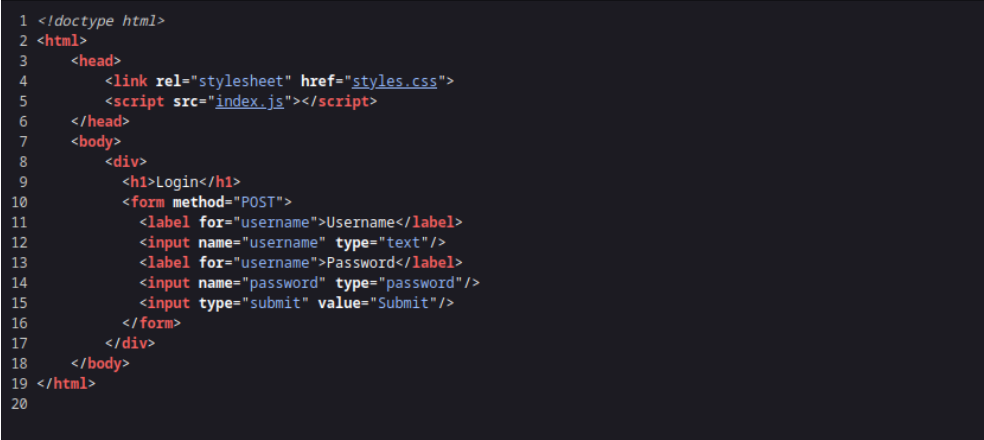 1 <!doctype html>
2 <html>
3 <head>
4 <link rel="stylesheet" href="styles.css">
5 <script src="index.js"></script>
6 </head>
7 <body>
8 <div>
9 <h1>Login</h1>
10 <form method="POST">
11 <label for="username">Username</label>
12 <input name="username" type="text"/>
13 <label for="username">Password</label>
14 <input name="password" type="password"/>
15 <input type="submit" value="Submit"/>
16 </form>
17 </div>
18 </body>
19 </html>
20